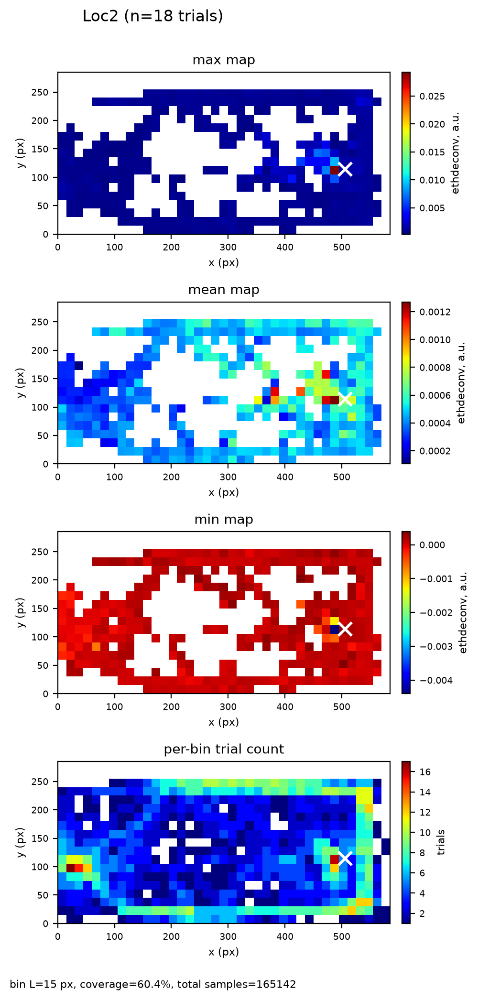 Loc2 (n=18 trials)
max map
250
200
150
100
50
0
y (px)
0 100 200 300 400 500
x (px)
0.025
0.020
0.015
0.010
0.005
ethdeconv, a.u.
mean map
250
200
150
100
50
0
y (px)
0 100 200 300 400 500
x (px)
0.0012
0.0010
0.0008
0.0006
0.0004
0.0002
ethdeconv, a.u.
min map
250
200
150
100
50
0
y (px)
0 100 200 300 400 500
x (px)
0.000
−0.001
−0.002
−0.003
−0.004
ethdeconv, a.u.
per-bin trial count
250
200
150
100
50
0
y (px)
0 100 200 300 400 500
x (px)
16
14
12
10
8
6
4
2
trials
bin L=15 px, coverage=60.4%, total samples=165142